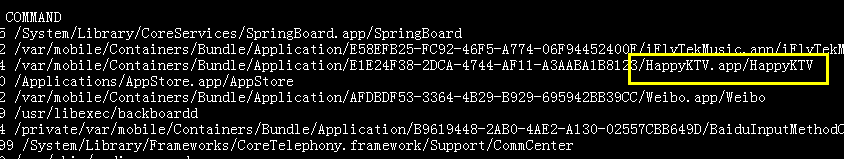 COMMAND
5 /System/Library/CoreServices/SpringBoard.app/SpringBoard
2 /var/mobile/Containers/Bundle/Application/E58EFB25-FC92-46F5-A774-06F94452400E/iFlyTekMusic.app/iFlyTekM
4 /var/mobile/Containers/Bundle/Application/E1E24F38-2DCA-4744-AF11-A3AABA1B8123/HappyKTV.app/HappyKTV
0 /Applications/AppStore.app/AppStore
2 /var/mobile/Containers/Bundle/Application/AFDBDF53-3364-4B29-B929-695942BB39CC/Weibo.app/Weibo
9 /usr/libexec/backboardd
4 /private/var/mobile/Containers/Bundle/Application/B9619448-2AB0-4AE2-A130-02557CBB649D/BaiduInputMethodC
99 /System/Library/Frameworks/CoreTelephony.framework/Support/CommCenter